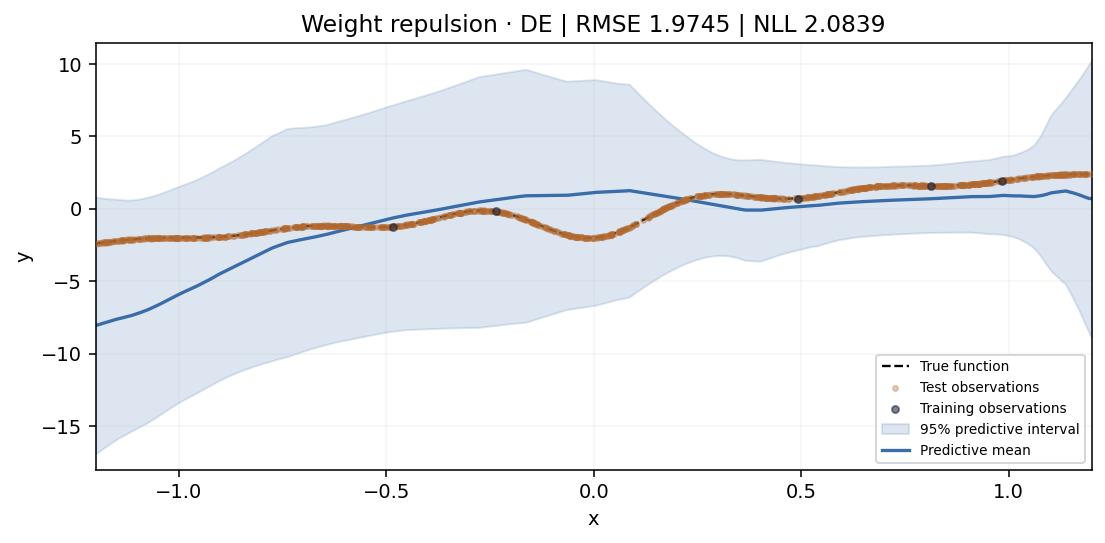 Weight repulsion · DE | RMSE 1.9745 | NLL 2.0839
10
5
0
−5
−10
−15
y
−1.0
−0.5
0.0
0.5
1.0
x
True function
Test observations
Training observations
95% predictive interval
Predictive mean